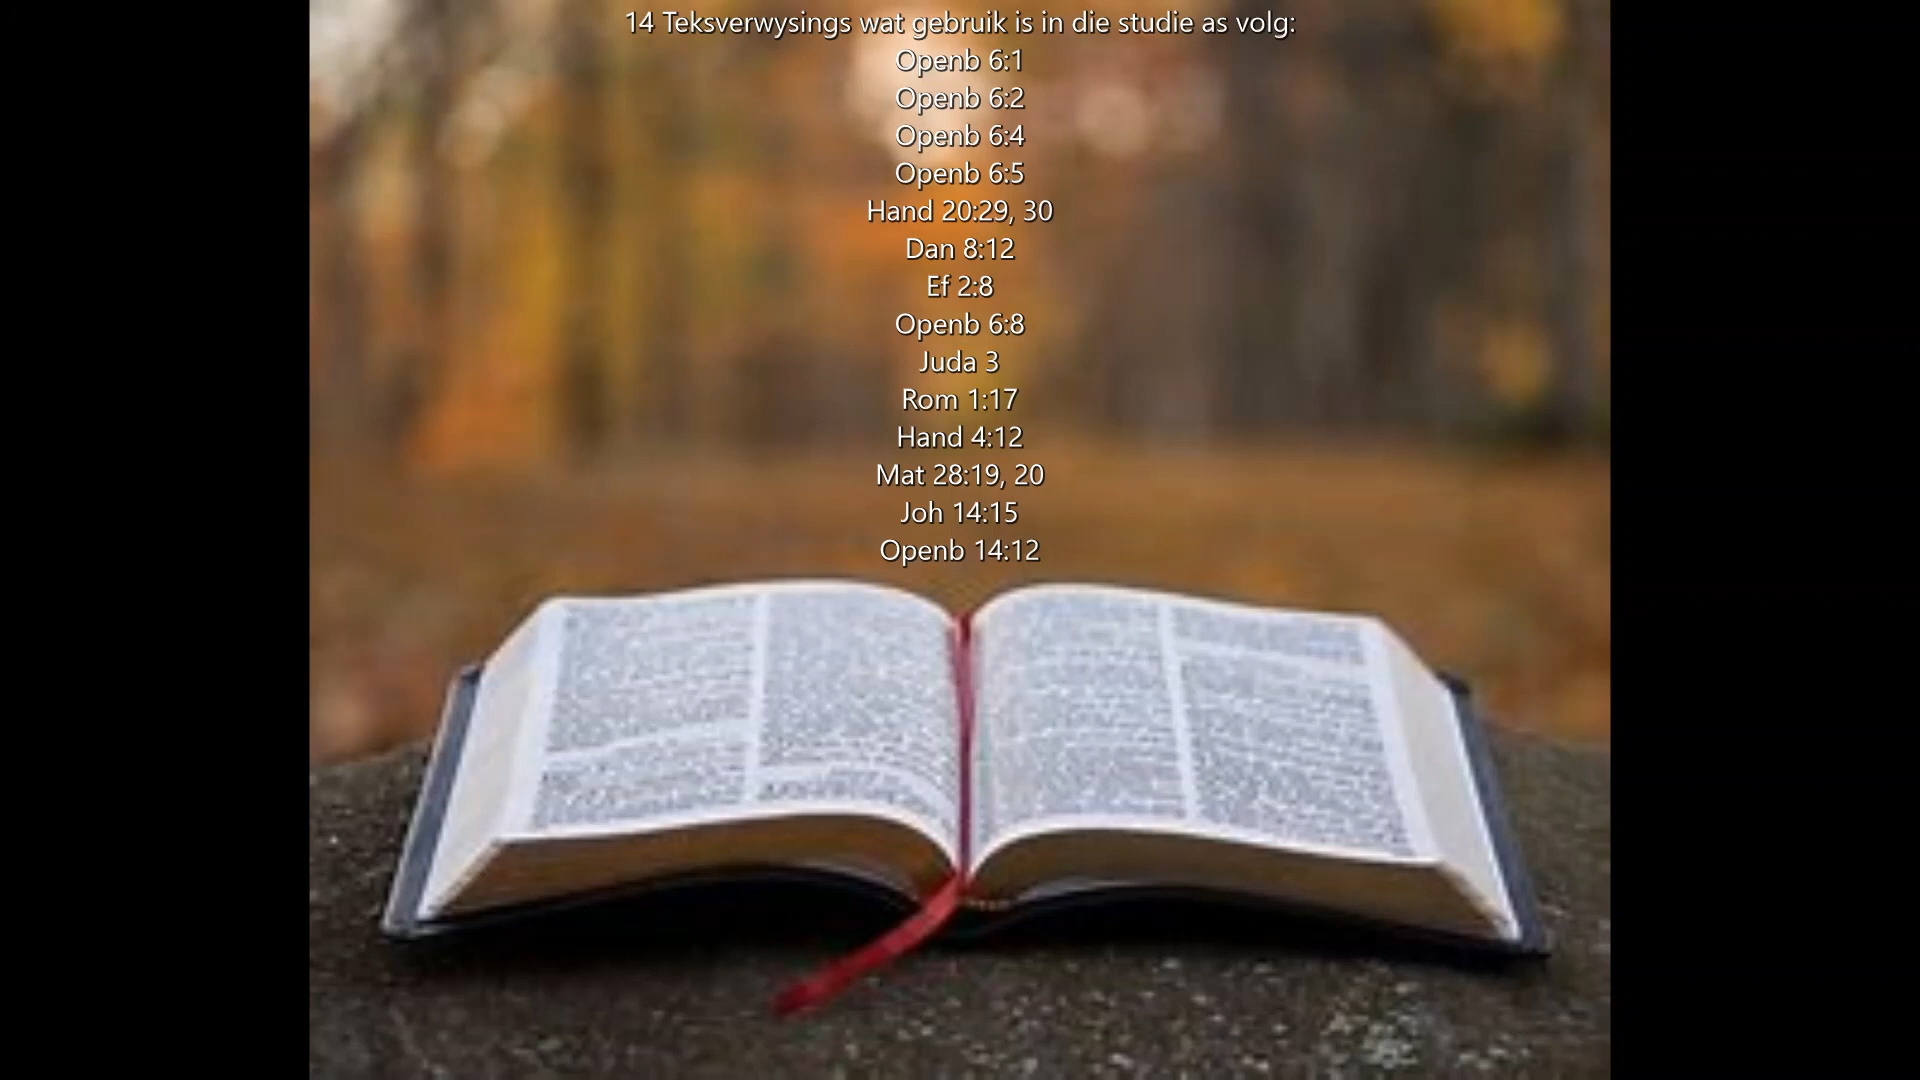 14 Teksverwysings wat gebruik is in die studie as volg:
Openb 6:1
Openb 6:2
Openb 6:4
Openb 6:5
Hand 20:29, 30
Dan 8:12
Ef 2:8
Openb 6:8
Juda 3
Rom 1:17
Hand 4:12
Mat 28:19, 20
Joh 14:15
Openb 14:12